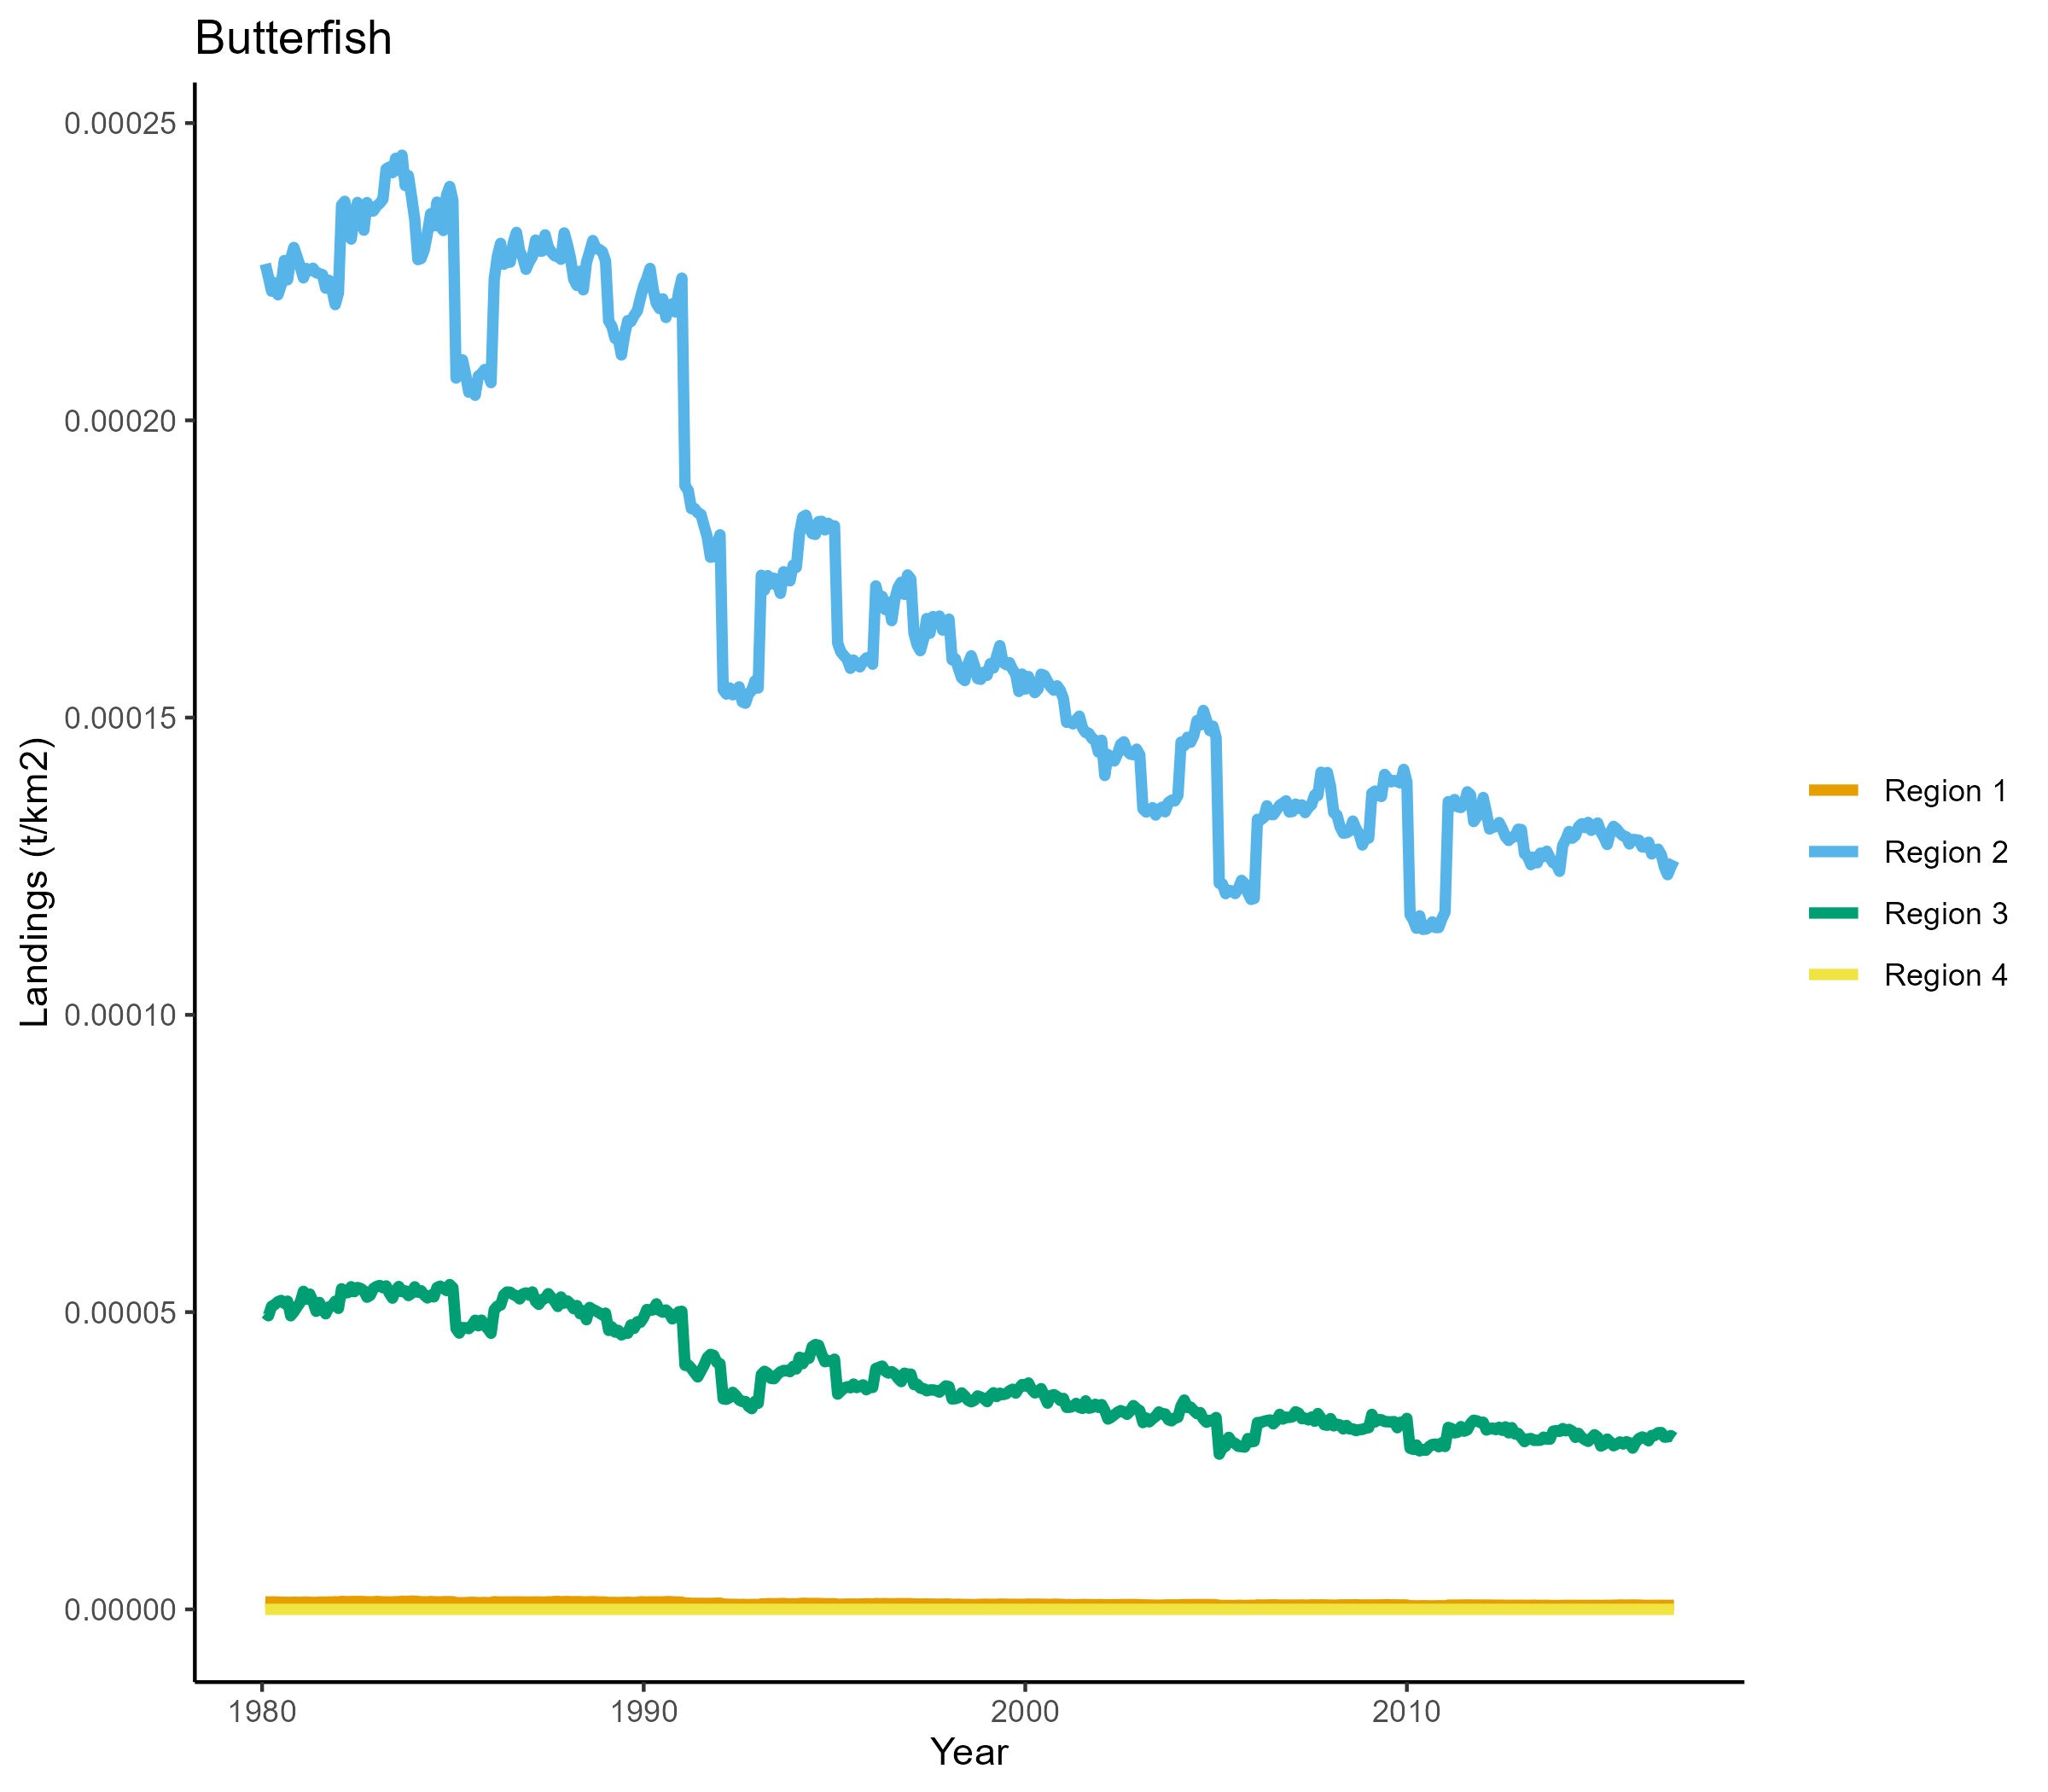 Butterfish
Landings (t/km2)
0.00025
0.00020
0.00015
0.00010
0.00005
0.00000
1980
1990
2000
2010
Year
Region 1
Region 2
Region 3
Region 4